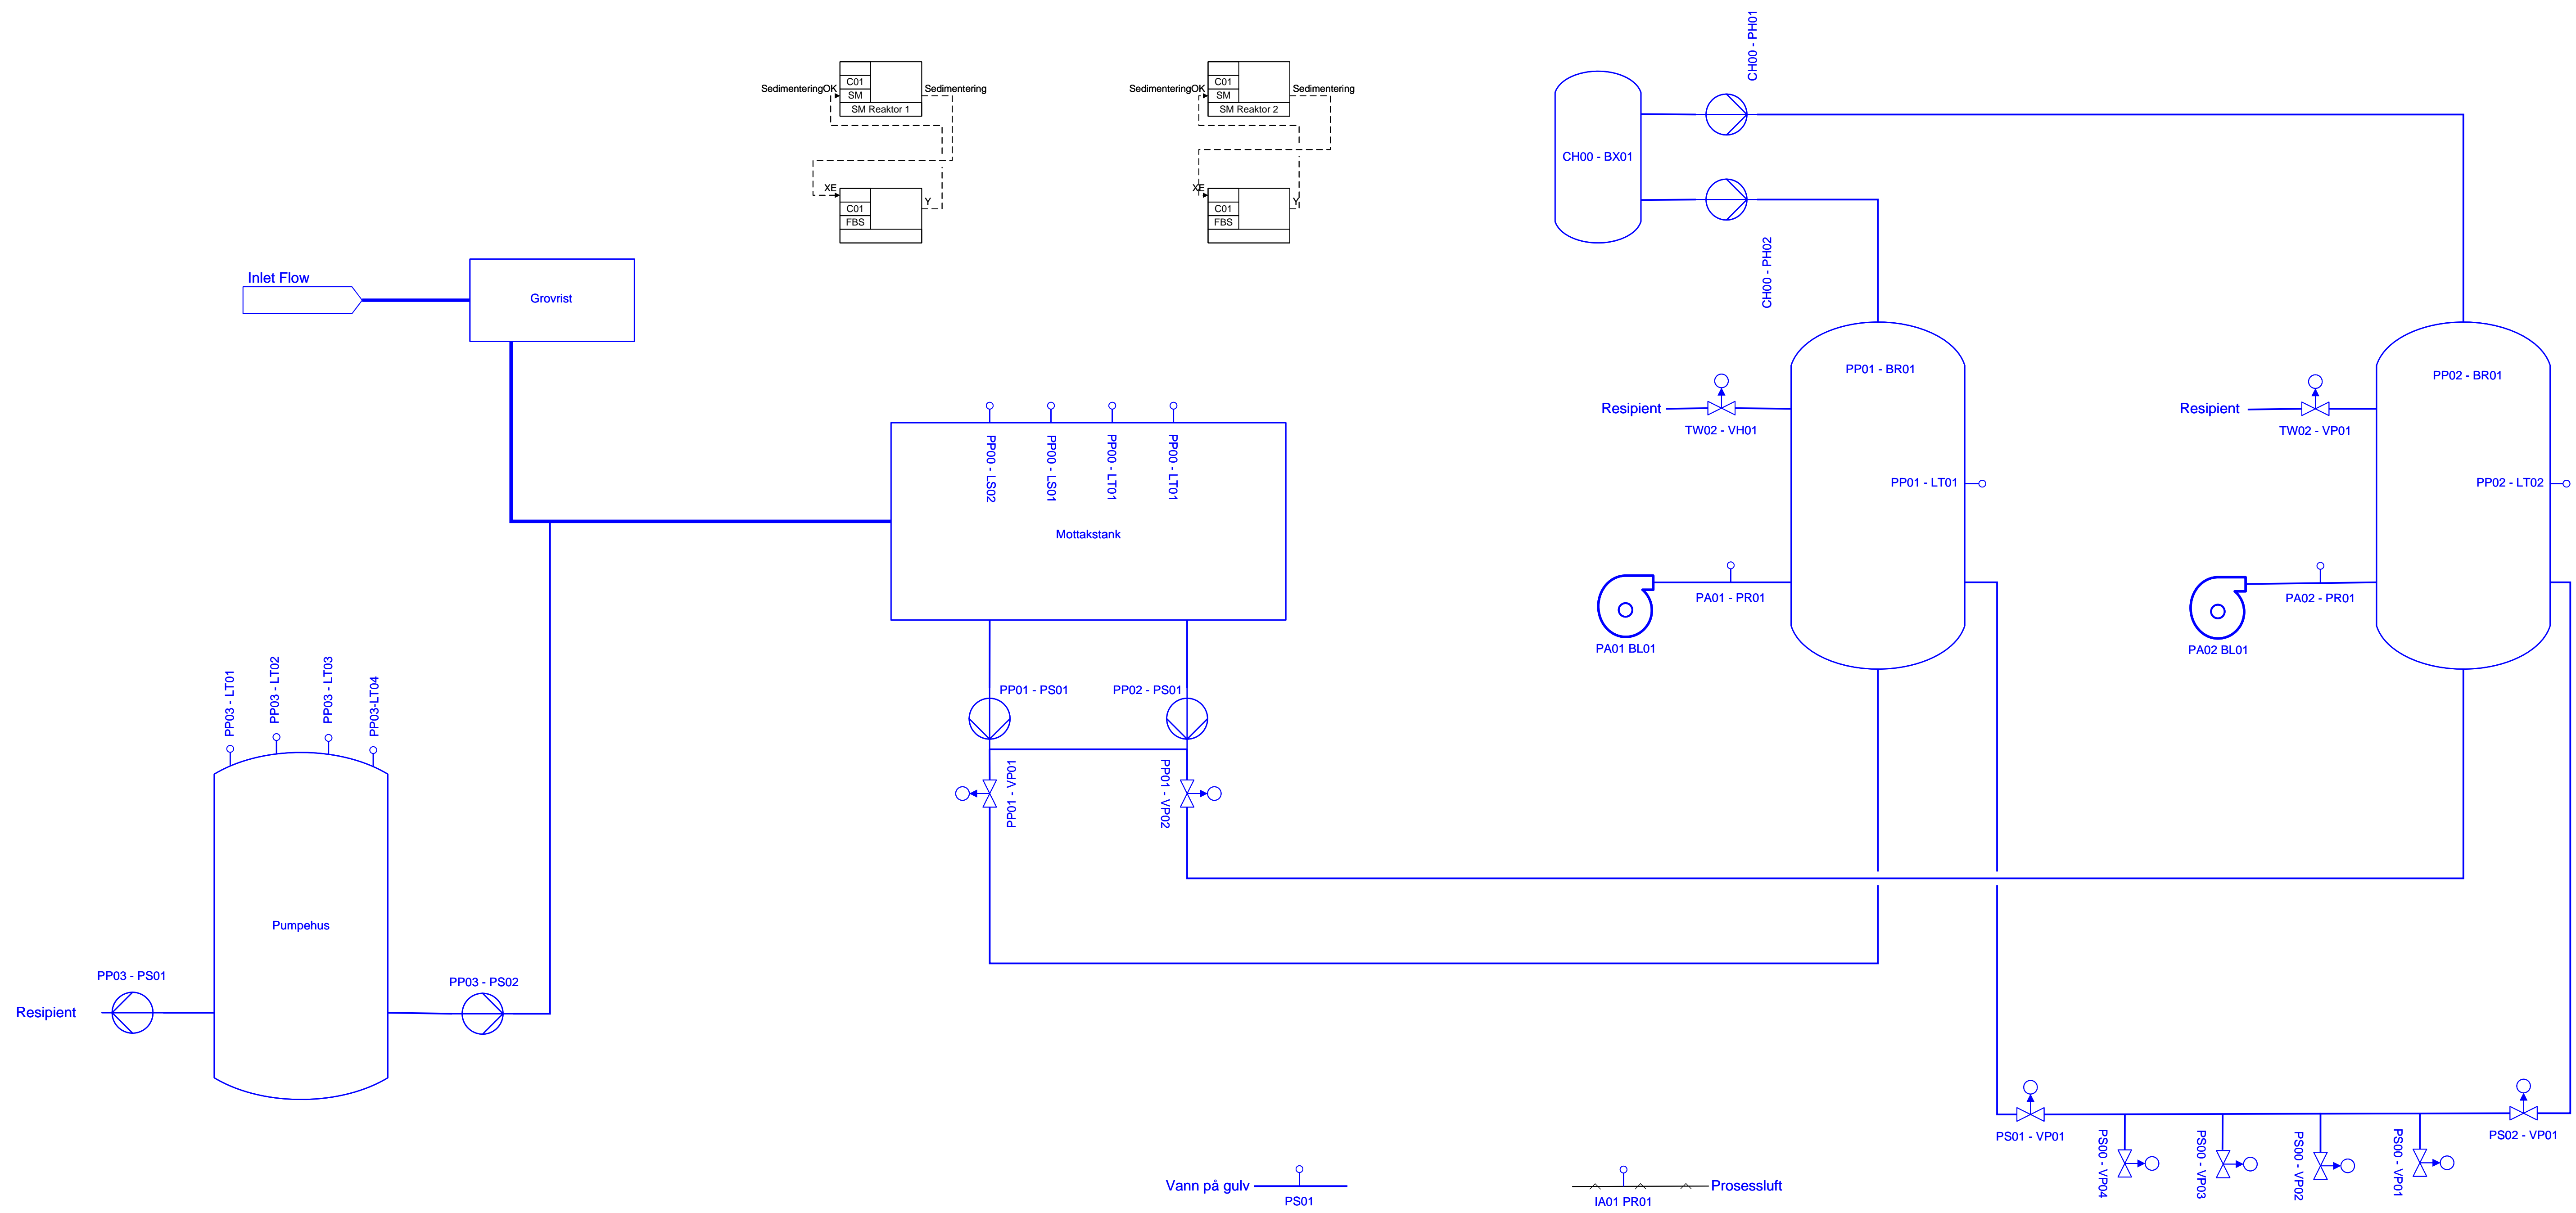 CH00 - PH01
C01
SedimenteringOK
SM
Sedimentering
SM Reaktor 1
C01
SedimenteringOK
SM
Sedimentering
SM Reaktor 2
CH00 - BX01
XE
C01
Y
FBS
XE
C01
Y
FBS
CH00 - PH02
Inlet Flow
Grovrist
PP01 - BR01
PP02 - BR01
Resipient
TW02 - VH01
Resipient
TW02 - VP01
PP00 - LS02
PP00 - LS01
PP00 - LT01
PP00 - LT01
PP01 - LT01
PP02 - LT02
Mottakstank
PA01 - PR01
PA02 - PR01
PA01 BL01
PA02 BL01
PP03 - LT01
PP03 - LT02
PP03 - LT03
PP03-LT04
PP01 - PS01
PP02 - PS01
PP01 - VP01
PP01 - VP02
Pumpehus
PP03 - PS01
PP03 - PS02
Resipient
PS01 - VP01
PS02 - VP01
PS00 - VP04
PS00 - VP03
PS00 - VP02
PS00 - VP01
Vann på gulv
PS01
Prosessluft
IA01 PR01